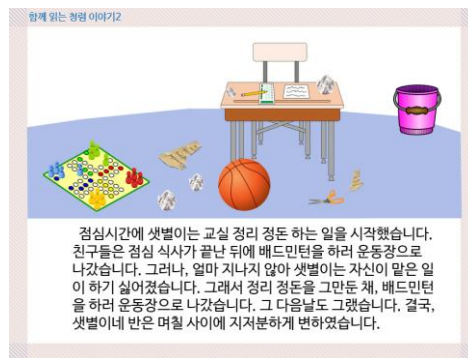 함께 읽는 청렴 이야기2
점심시간에 샛별이는 교실 정리 정돈 하는 일을 시작했습니다.
친구들은 점심 식사가 끝난 뒤에 배드민턴을 하러 운동장으로
나갔습니다. 그러나, 얼마 지나지 않아 샛별이는 자신이 맡은 일
이 하기 싫어졌습니다. 그래서 정리 정돈을 그만둔 채, 배드민턴
을 하러 운동장으로 나갔습니다. 그 다음날도 그랬습니다. 결국,
샛별이네 반은 며칠 사이에 지저분하게 변하였습니다.